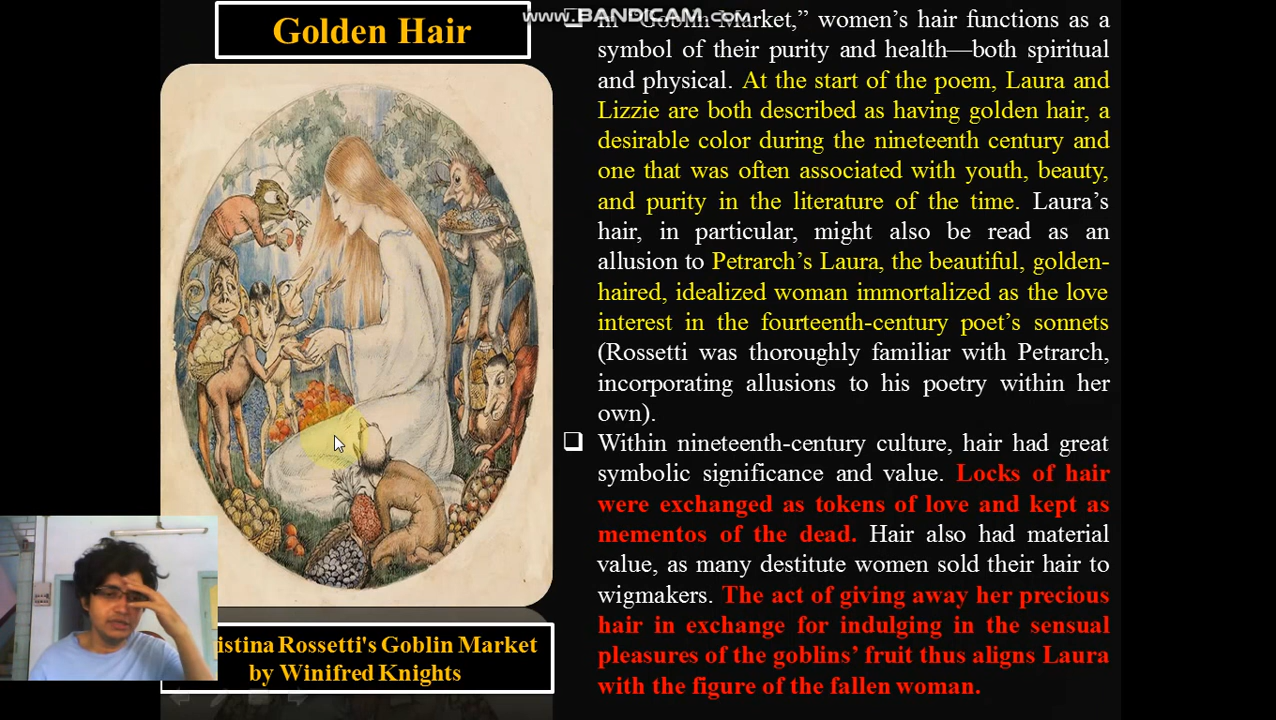 www.BANDICAM.com
Golden Hair
In "Goblin Market," women's hair functions as a
symbol of their purity and health—both spiritual
and physical. At the start of the poem, Laura and
Lizzie are both described as having golden hair, a
desirable color during the nineteenth century and
one that was often associated with youth, beauty,
and purity in the literature of the time. Laura's
hair, in particular, might also be read as an
allusion to Petrarch's Laura, the beautiful, golden-
haired, idealized woman immortalized as the love
interest in the fourteenth-century poet's sonnets
(Rossetti was thoroughly familiar with Petrarch,
incorporating allusions to his poetry within her
own).
Within nineteenth-century culture, hair had great
symbolic significance and value. Locks of hair
were exchanged as tokens of love and kept as
mementos of the dead. Hair also had material
value, as many destitute women sold their hair to
wigmakers. The act of giving away her precious
hair in exchange for indulging in the sensual
pleasures of the goblins' fruit thus aligns Laura
with the figure of the fallen woman.
istina Rossetti's Goblin Market
by Winifred Knights